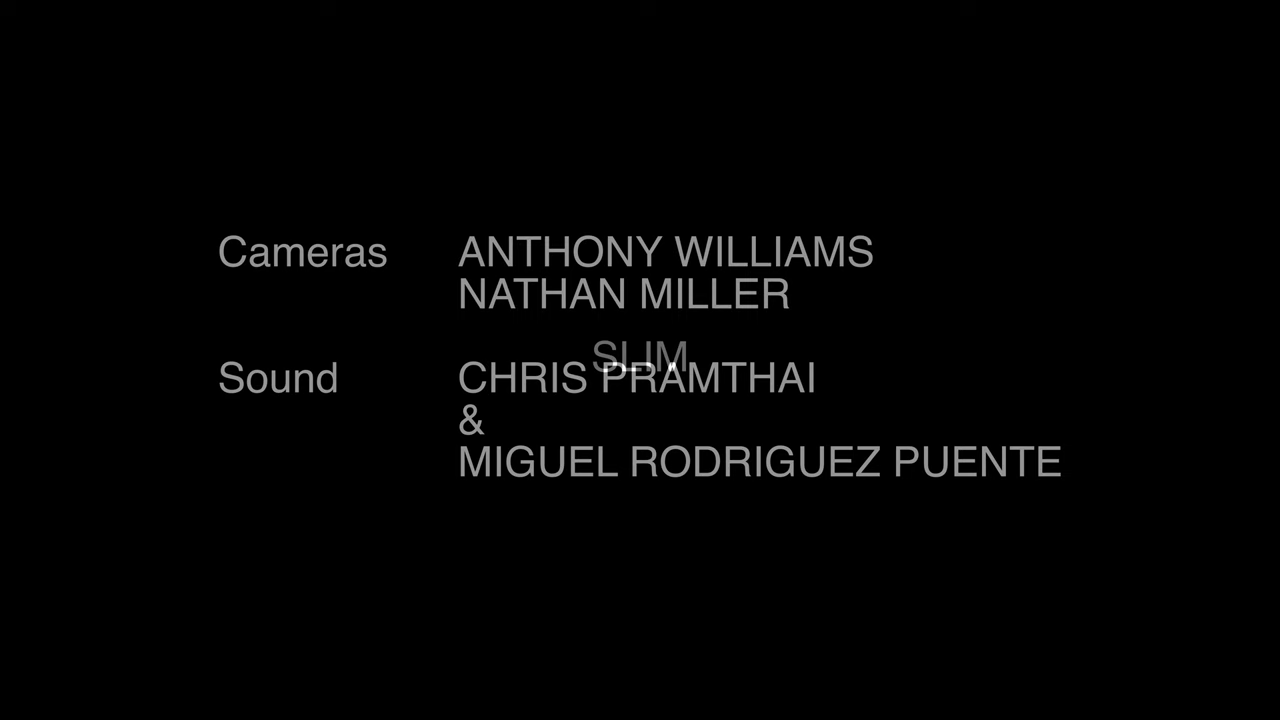 Cameras ANTHONY WILLIAMS
NATHAN MILLER
SLIM
Sound CHRIS PRAMTHAI
&
MIGUEL RODRIGUEZ PUENTE